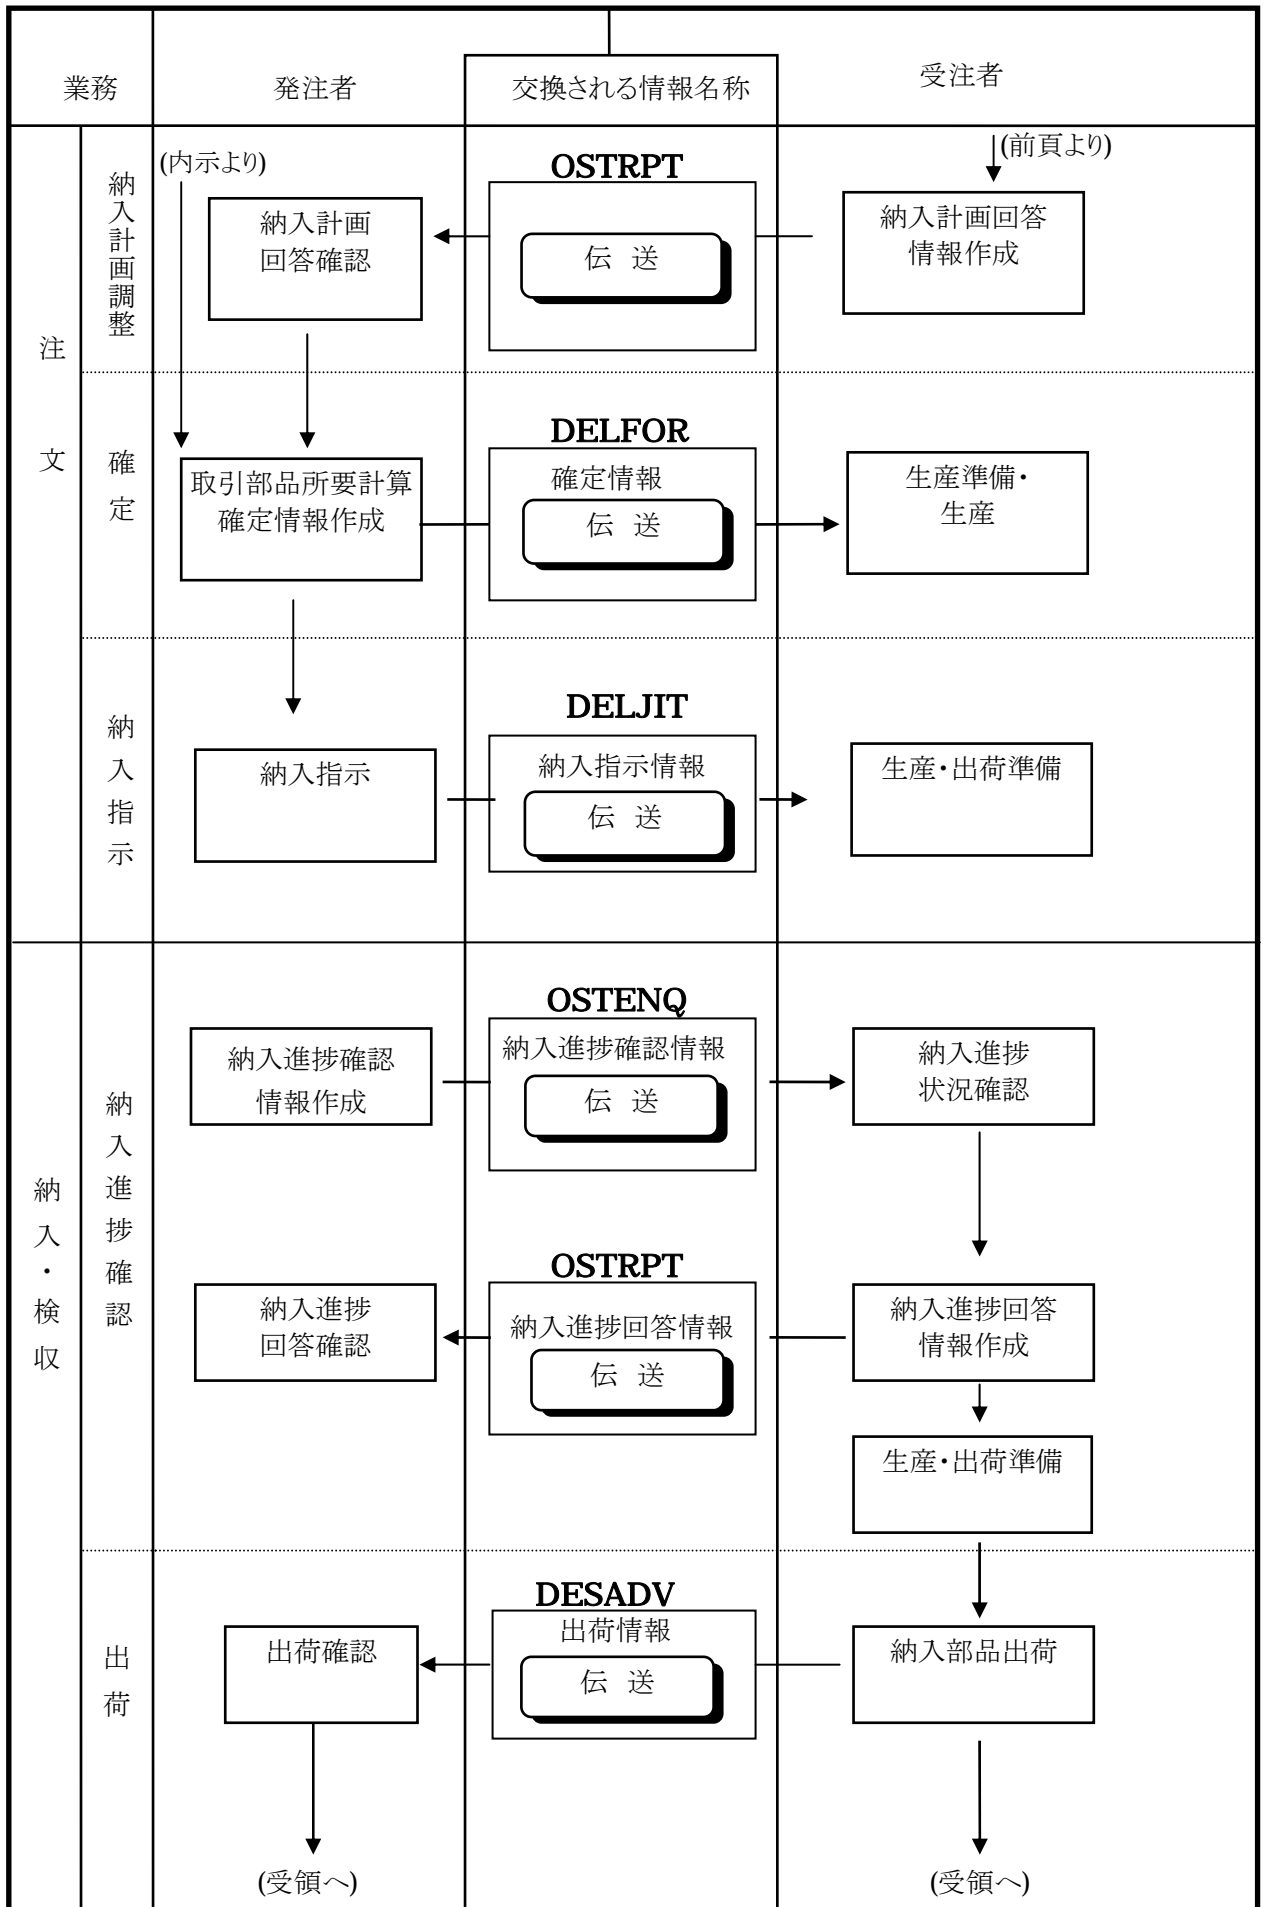 業務
発注者
交換される情報名称
受注者
注文
納入計画調整
(内示より)
納入計画
回答確認
OSTRPT
伝 送
(前頁より)
納入計画回答
情報作成
確定
取引部品所要計算
確定情報作成
DELFOR
確定情報
伝 送
生産準備・
生産
納入指示
納入指示
DELJIT
納入指示情報
伝 送
生産・出荷準備
納入・検収
納入進捗確認
納入進捗確認
情報作成
OSTENQ
納入進捗確認情報
伝 送
納入進捗
状況確認
納入進捗
回答確認
OSTRPT
納入進捗回答情報
伝 送
納入進捗回答
情報作成
生産・出荷準備
出荷
出荷確認
DESADV
出荷情報
伝 送
納入部品出荷
(受領へ)
(受領へ)